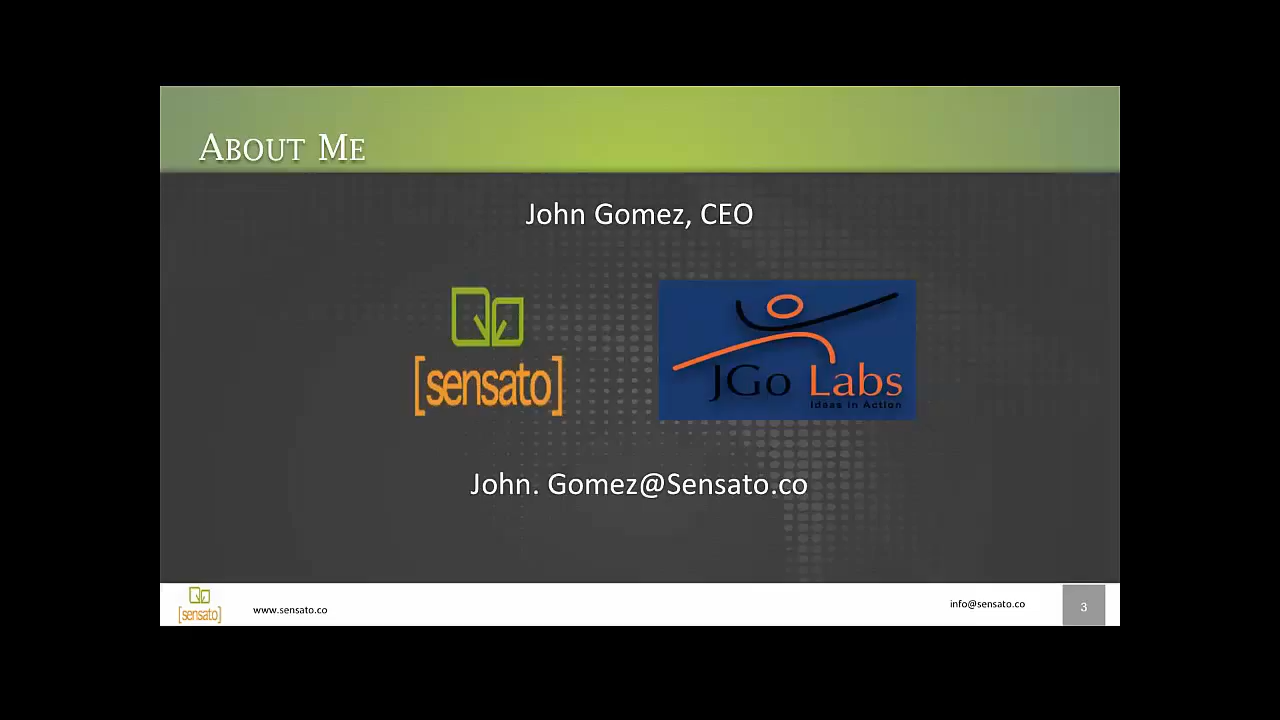 About Me
John Gomez, CEO
[sensato]
JGo Labs
Ideas in Action
John. Gomez@Sensato.co
[sensato]
www.sensato.co
info@sensato.co
3